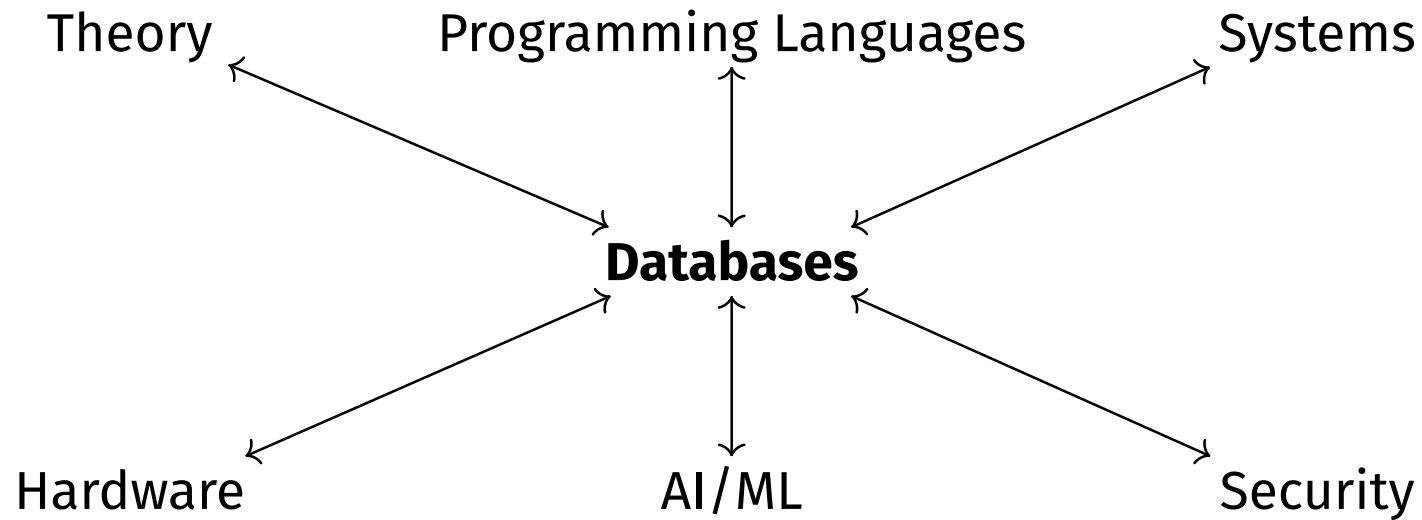 Theory
Programming Languages
Systems
Databases
Hardware
AI/ML
Security